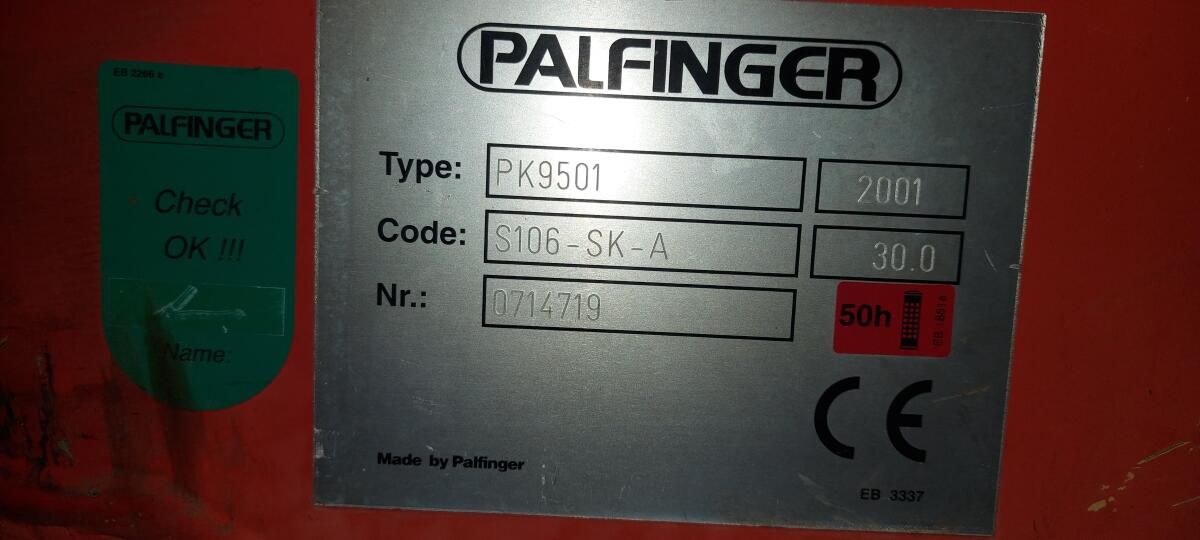 EB 2266 a
PALFINGER
Check
OK !!!
Name:
PALFINGER
Type: PK9501 2001
Code: S106-SK-A 30.0
Nr.: 0714719
50h EB 1851a
CE
Made by Palfinger
EB 3337